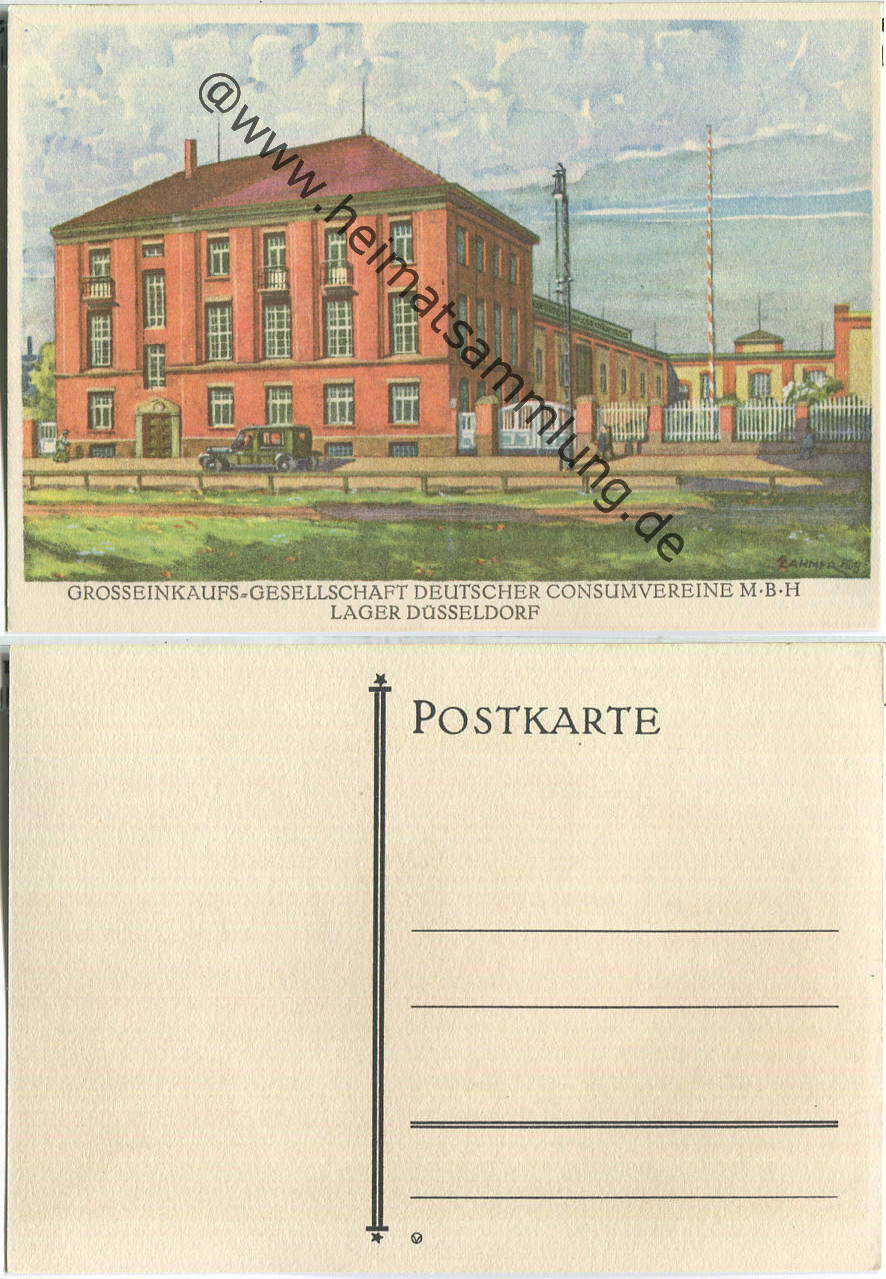 @www.heimatsammlung.de
GROSSEINKAUFS=GESELLSCHAFT DEUTSCHER CONSUMVEREINE M·B·H
LAGER DÜSSELDORF
POSTKARTE